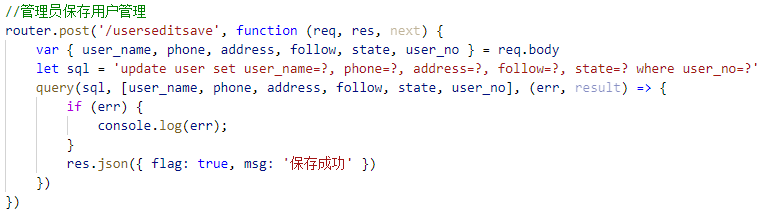 //管理员保存用户管理
router.post('/userseditsave', function (req, res, next) {
    var { user_name, phone, address, follow, state, user_no } = req.body
    let sql = 'update user set user_name=?, phone=?, address=?, follow=?, state=? where user_no=?'
    query(sql, [user_name, phone, address, follow, state, user_no], (err, result) => {
        if (err) {
            console.log(err);
        }
        res.json({ flag: true, msg: '保存成功' })
    })
})